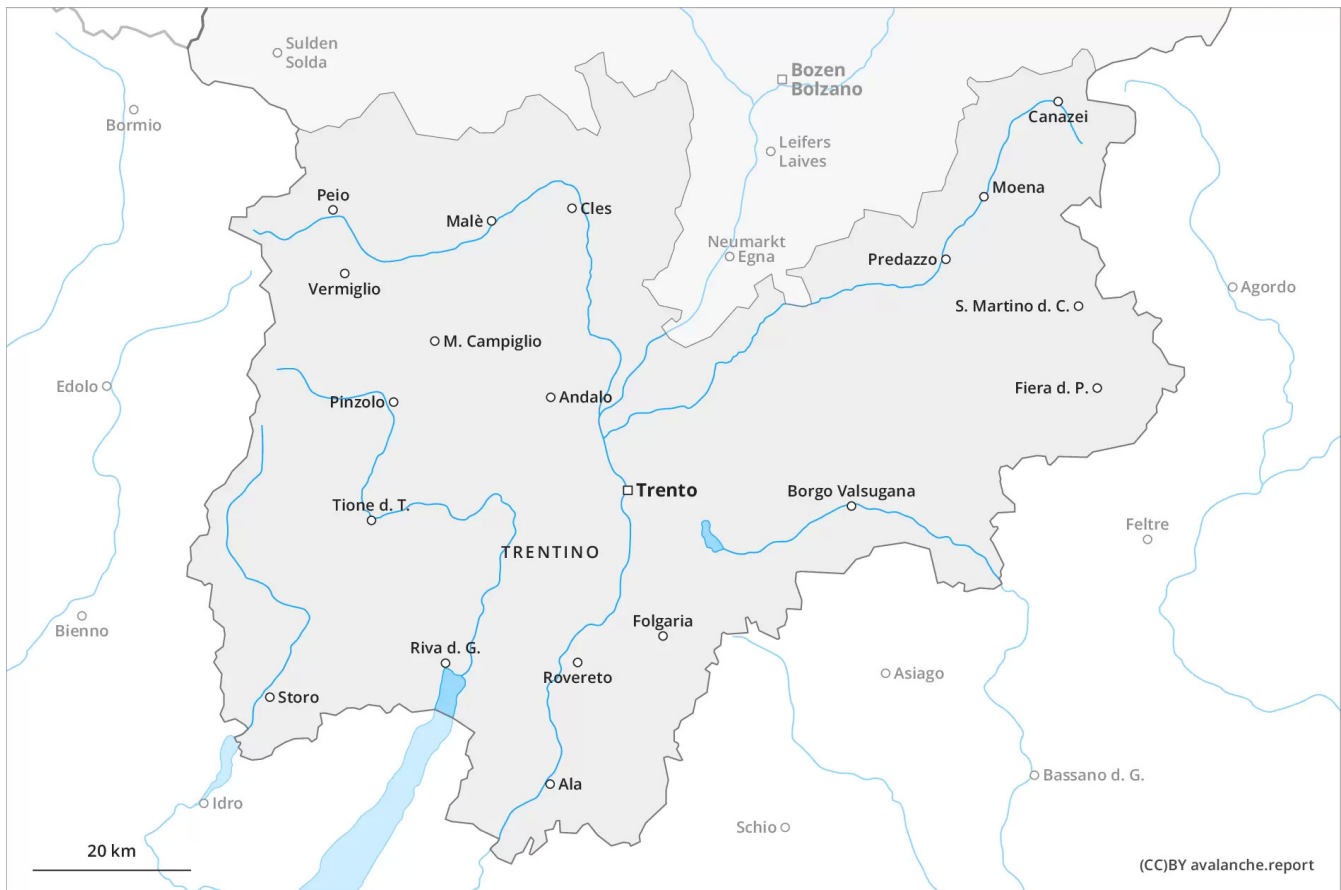 Sulden
Solda
Bozen
Bolzano
Bormio
Canazei
Leifers
Laives
Moena
Peio
Malè
Cles
Neumarkt
Egna
Predazzo
Vermiglio
Agordo
S. Martino d. C.
M. Campiglio
Edolo
Fiera d. P.
Pinzolo
Andalo
Trento
Borgo Valsugana
Tione d. T.
Feltre
TRENTINO
Folgaria
Bienno
Riva d. G.
Asiago
Rovereto
Storo
Bassano d. G.
Ala
Idro
Schio
20 km
(CC)BY avalanche.report